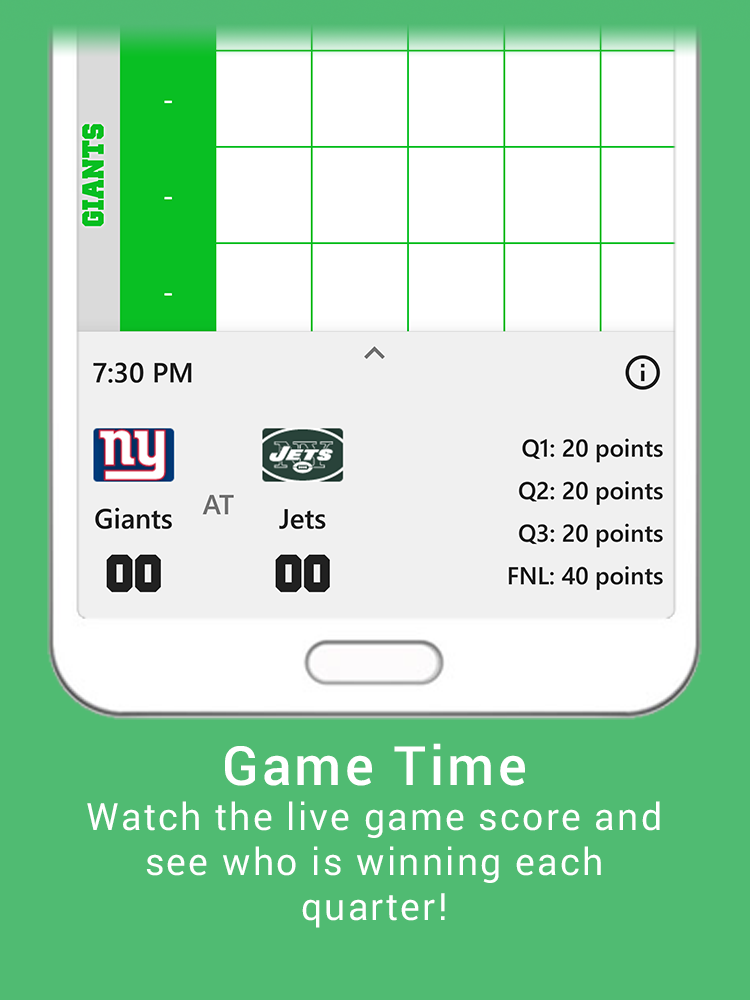 GIANTS
-
-
-
7:30 PM
ny
JETS
Giants
AT
Jets
00
00
Q1: 20 points
Q2: 20 points
Q3: 20 points
FNL: 40 points
Game Time
Watch the live game score and
see who is winning each
quarter!